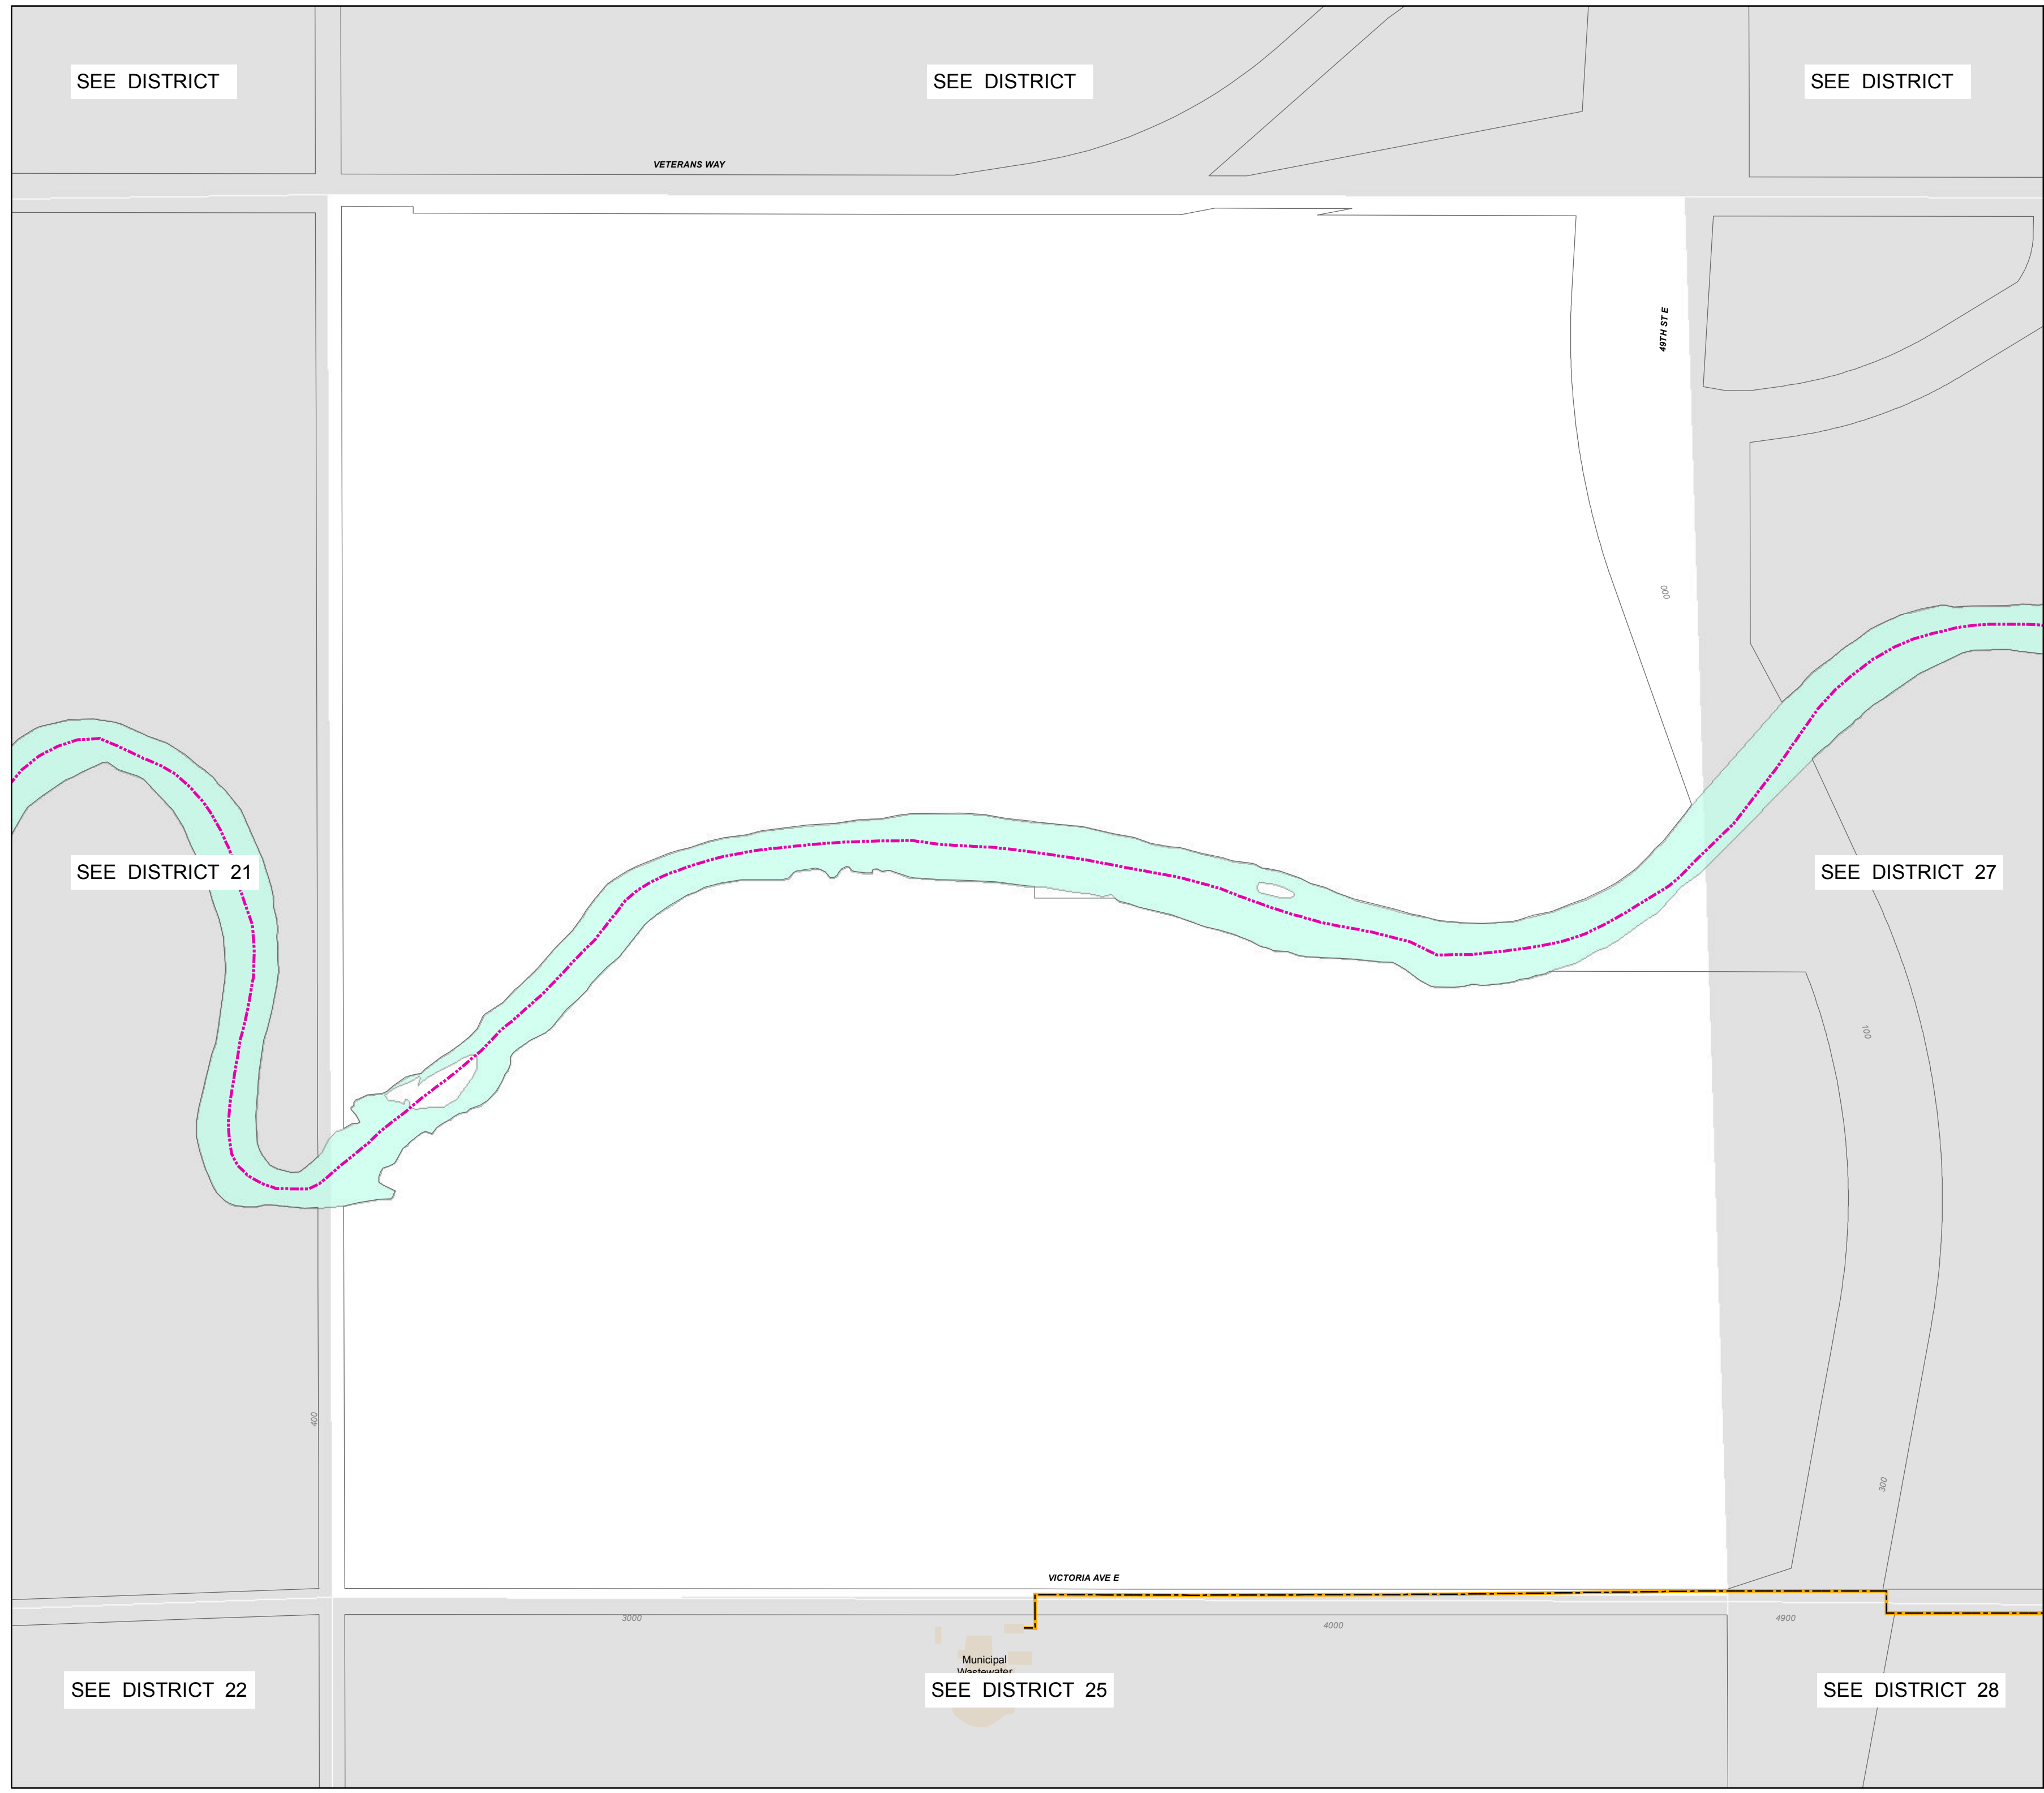 SEE DISTRICT
SEE DISTRICT
SEE DISTRICT
VETERANS WAY
49TH ST E
000
SEE DISTRICT 21
SEE DISTRICT 27
100
400
300
VICTORIA AVE E
3000
4000
4900
Municipal
Wastewater
SEE DISTRICT 22
SEE DISTRICT 25
SEE DISTRICT 28